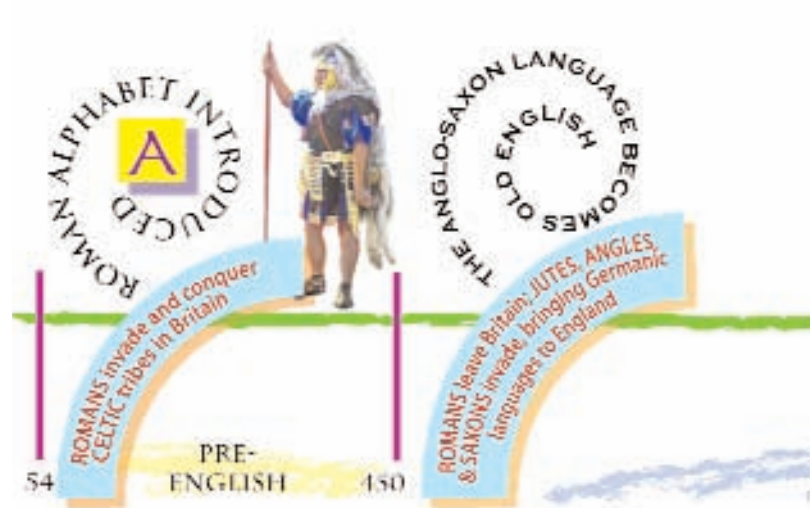 ROMAN ALPHABET INTRODUCED
A
THE ANGLO-SAXON LANGUAGE BECOMES OLD ENGLISH
ROMANS invade and conquer
CELTIC tribes in Britain
ROMANS leave Britain; JUTES, ANGLES,
& SAXONS invade, bringing Germanic
languages to England
54
PRE-
ENGLISH
450